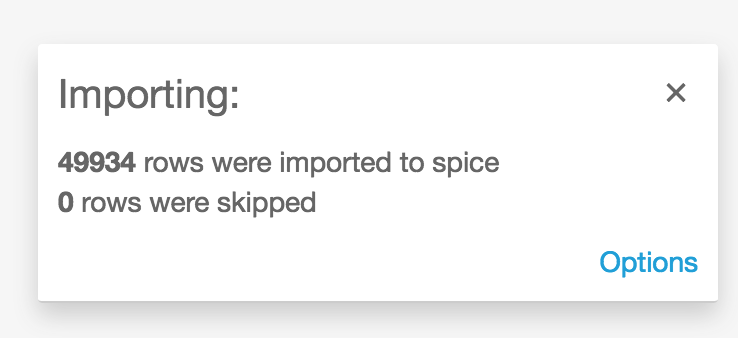 Importing:
49934 rows were imported to spice
0 rows were skipped
Options